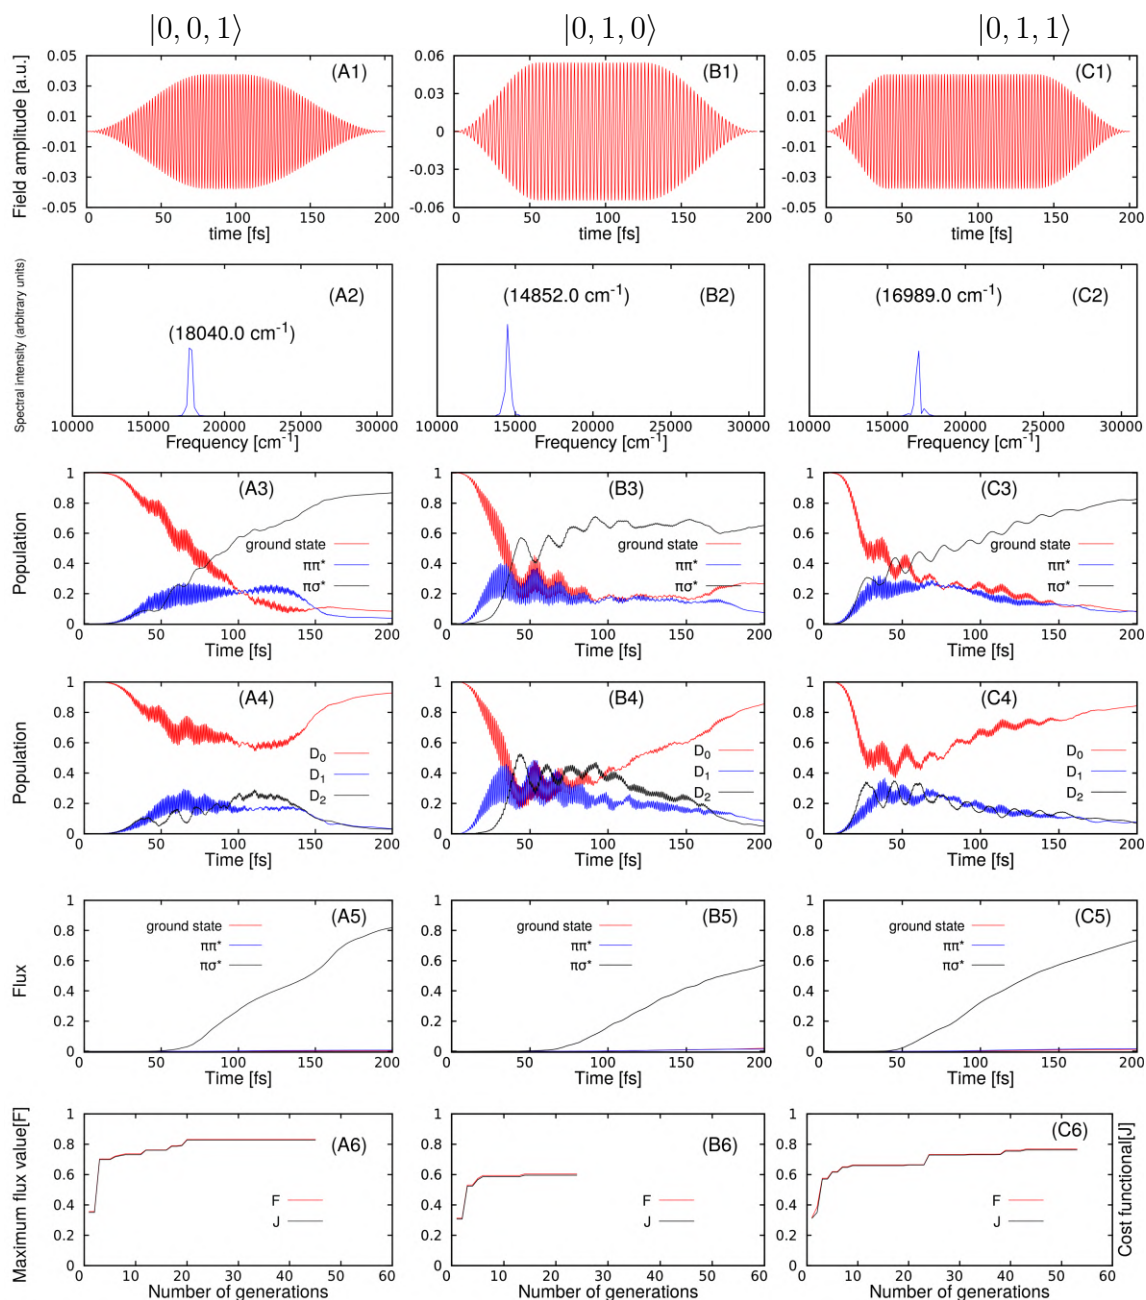 |0, 0, 1⟩ |0, 1, 0⟩ |0, 1, 1⟩
Field amplitude [a.u.]
0.05 0.03 0.01 -0.01 -0.03 -0.05
(A1)
0 50 100 150 200
time [fs]
0.06 0.03 0 -0.03 -0.06
(B1)
0 50 100 150 200
time [fs]
0.05 0.03 0.01 -0.01 -0.03 -0.05
(C1)
0 50 100 150 200
time [fs]
Spectral intensity (arbitrary units)
(A2)
(18040.0 cm-1)
10000 15000 20000 25000 30000
Frequency [cm-1]
(14852.0 cm-1) (B2)
10000 15000 20000 25000 30000
Frequency [cm-1]
(16989.0 cm-1) (C2)
10000 15000 20000 25000 30000
Frequency [cm-1]
Population
1 0.8 0.6 0.4 0.2 0
(A3)
ground state
ππ*
πσ*
0 50 100 150 200
Time [fs]
1 0.8 0.6 0.4 0.2 0
(B3)
ground state
ππ*
πσ*
0 50 100 150 200
Time [fs]
1 0.8 0.6 0.4 0.2 0
(C3)
ground state
ππ*
πσ*
0 50 100 150 200
Time [fs]
Population
1 0.8 0.6 0.4 0.2 0
(A4)
D0
D1
D2
0 50 100 150 200
Time [fs]
1 0.8 0.6 0.4 0.2 0
(B4)
D0
D1
D2
0 50 100 150 200
Time [fs]
1 0.8 0.6 0.4 0.2 0
(C4)
D0
D1
D2
0 50 100 150 200
Time [fs]
Flux
1 0.8 0.6 0.4 0.2 0
(A5)
ground state
ππ*
πσ*
0 50 100 150 200
Time [fs]
1 0.8 0.6 0.4 0.2 0
(B5)
ground state
ππ*
πσ*
0 50 100 150 200
Time [fs]
1 0.8 0.6 0.4 0.2 0
(C5)
ground state
ππ*
πσ*
0 50 100 150 200
Time [fs]
Maximum flux value[F]
1 0.8 0.6 0.4 0.2 0
(A6)
F
J
0 10 20 30 40 50 60
Number of generations
1 0.8 0.6 0.4 0.2 0
(B6)
F
J
0 10 20 30 40 50 60
Number of generations
1 0.8 0.6 0.4 0.2 0
(C6)
F
J
0 10 20 30 40 50 60
Number of generations
Cost functional[J]